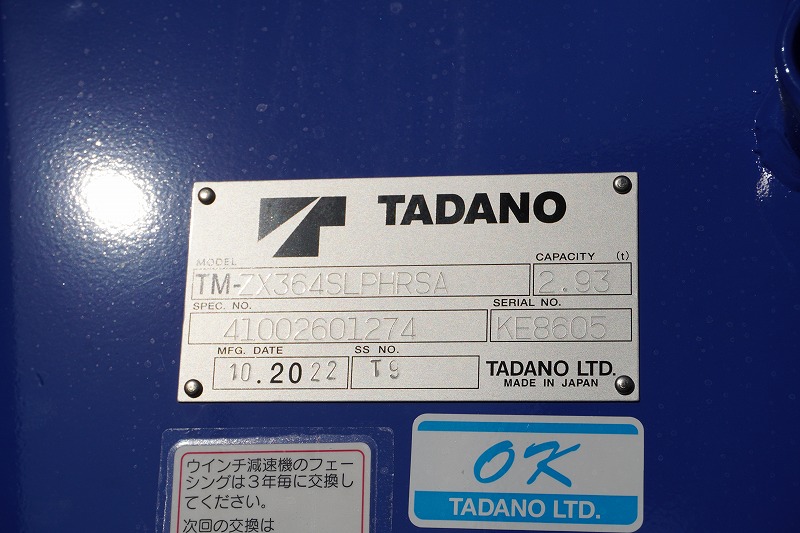 TADANO
MODEL
CAPACITY (t)
TM-ZX364SLPHRSA
2.93
SPEC. NO.
SERIAL NO.
41002601274
KE8605
MFG. DATE
SS NO.
10.2022
T9
TADANO LTD.
MADE IN JAPAN
ウインチ減速機のフェー
シングは3年毎に交換し
てください。
次回の交換は
OK
TADANO LTD.